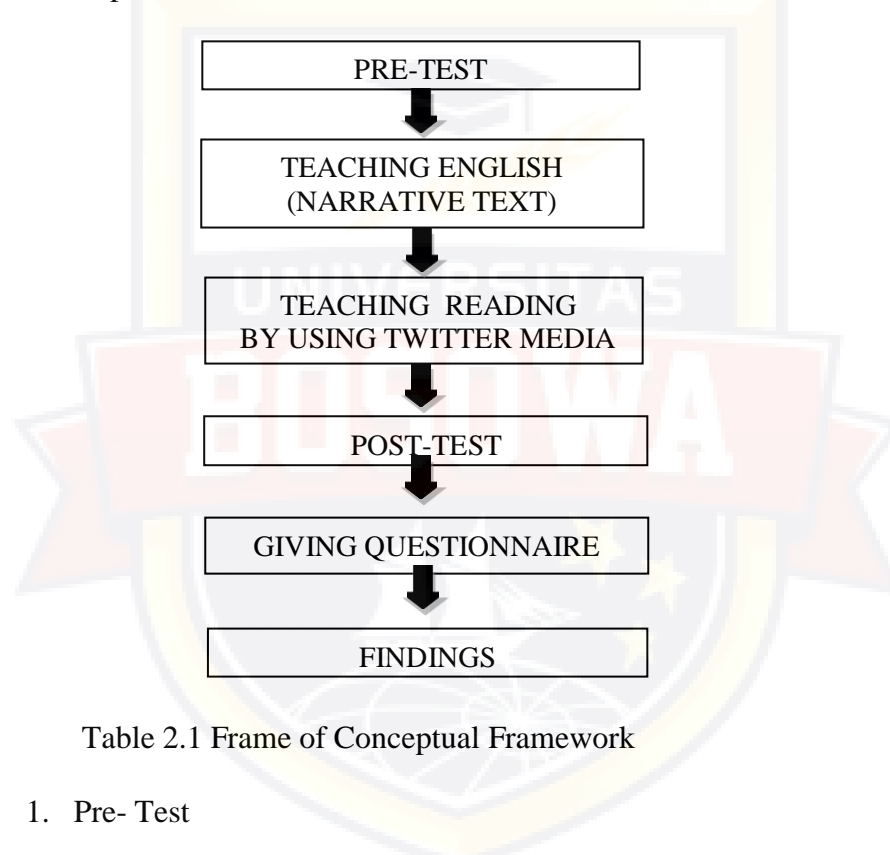 PRE-TEST
TEACHING ENGLISH
(NARRATIVE TEXT)
UNIVERSITAS
TEACHING READING
BY USING TWITTER MEDIA
BOSOWA
POST-TEST
GIVING QUESTIONNAIRE
FINDINGS
Table 2.1 Frame of Conceptual Framework
1. Pre- Test